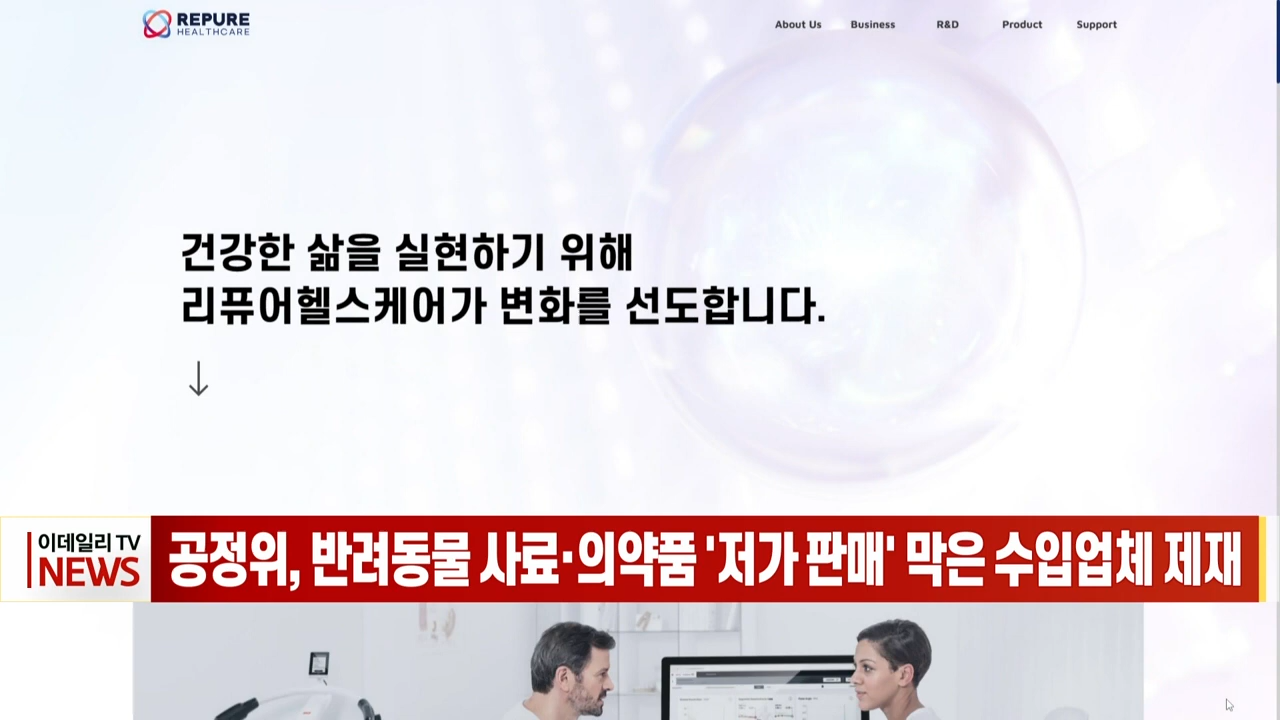 REPURE
HEALTHCARE
About Us Business R&D Product Support
건강한 삶을 실현하기 위해
리퓨어헬스케어가 변화를 선도합니다.
이데일리 TV
NEWS
공정위, 반려동물 사료·의약품 '저가 판매' 막은 수입업체 제재